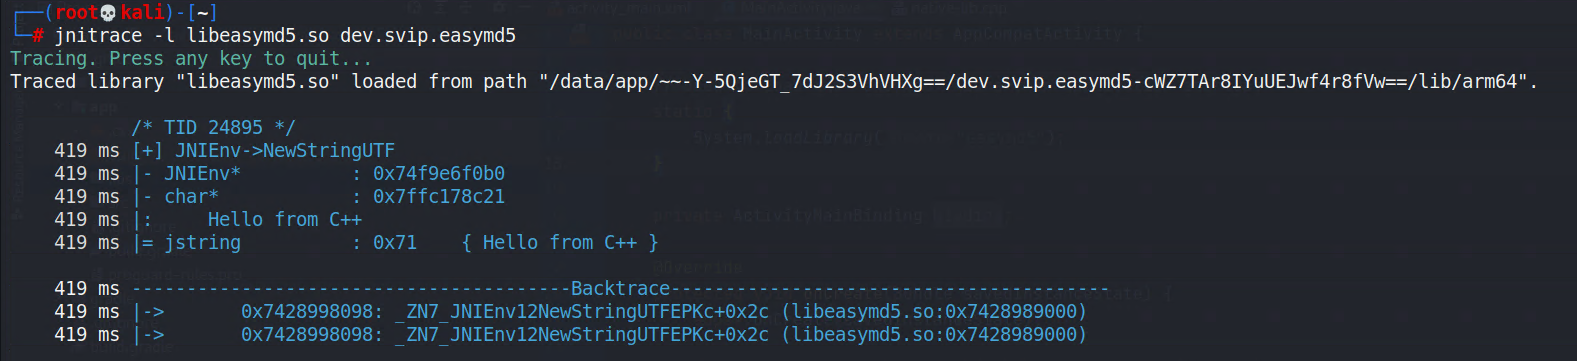 ┌──(root💀kali)-[~]
└─# jnitrace -l libeasymd5.so dev.svip.easymd5
Tracing. Press any key to quit...
Traced library "libeasymd5.so" loaded from path "/data/app/~~-Y-5QjeGT_7dJ2S3VhVHXg==/dev.svip.easymd5-cWZ7TAr8IYuUEJwf4r8fVw==/lib/arm64".
/* TID 24895 */
419 ms [+] JNIEnv->NewStringUTF
419 ms |- JNIEnv* : 0x74f9e6f0b0
419 ms |- char* : 0x7ffc178c21
419 ms |: Hello from C++
419 ms |= jstring : 0x71 { Hello from C++ }
419 ms ----------------------------------------Backtrace----------------------------------------
419 ms |-> 0x7428998098: _ZN7_JNIEnv12NewStringUTFEPKc+0x2c (libeasymd5.so:0x7428989000)
419 ms |-> 0x7428998098: _ZN7_JNIEnv12NewStringUTFEPKc+0x2c (libeasymd5.so:0x7428989000)